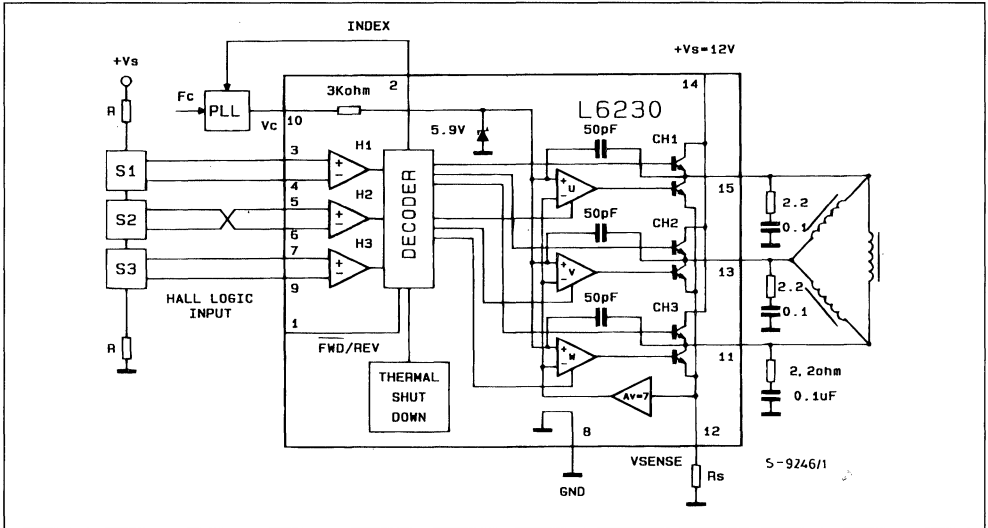 INDEX
+Vs=12V
+Vs
R
Fc
PLL
Vc
10
3Kohm
2
14
L6230
5.9V
50pF
CH1
S1
3
4
H1
+
-
DECODER
+
-
U
15
2.2
0.1
S2
5
6
H2
+
-
50pF
CH2
+
-
V
13
S3
7
9
H3
+
-
50pF
CH3
2.2
0.1
HALL LOGIC
INPUT
1
FWD/REV
+
-
W
11
R
THERMAL
SHUT
DOWN
Av=7
2,2ohm
0.1uF
8
12
VSENSE
Rs
GND
S-9246/1